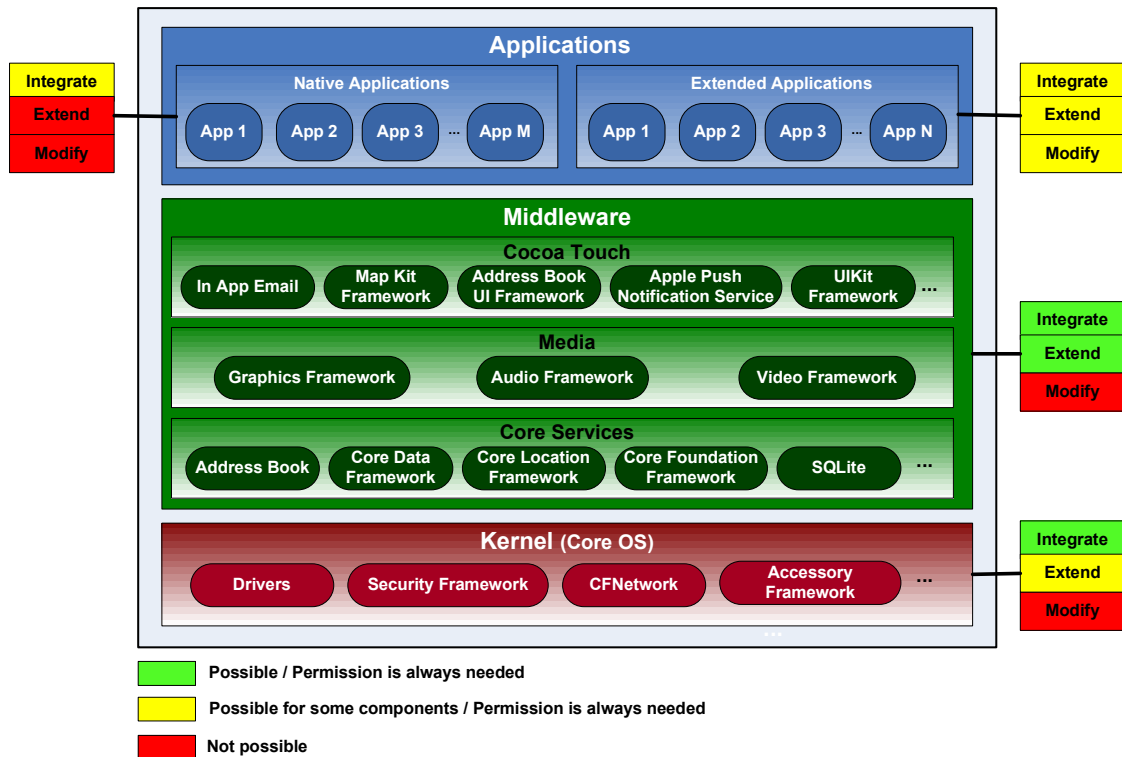 Applications
Integrate
Extend
Modify
Native Applications
App 1
App 2
App 3
...
App M
Extended Applications
App 1
App 2
App 3
...
App N
Integrate
Extend
Modify
Middleware
Cocoa Touch
In App Email
Map Kit
Framework
Address Book
UI Framework
Apple Push
Notification Service
UIKit
Framework
...
Media
Graphics Framework
Audio Framework
Video Framework
Integrate
Extend
Modify
Core Services
Address Book
Core Data
Framework
Core Location
Framework
Core Foundation
Framework
SQLite
...
Kernel (Core OS)
Drivers
Security Framework
CFNetwork
Accessory
Framework
...
Integrate
Extend
Modify
...
Possible / Permission is always needed
Possible for some components / Permission is always needed
Not possible